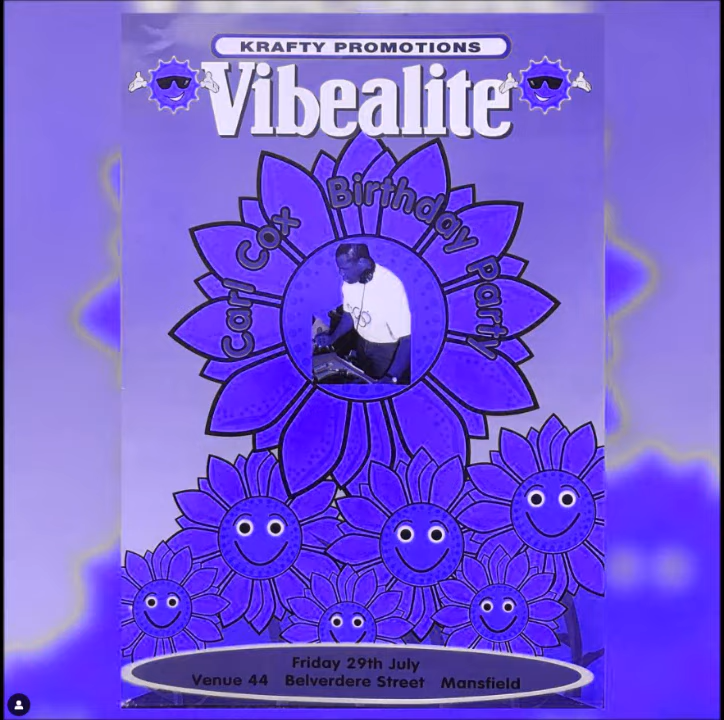 KRAFTY PROMOTIONS
Vibealite
Carl Cox Birthday Party
Friday 29th July
Venue 44 Belverdere Street Mansfield